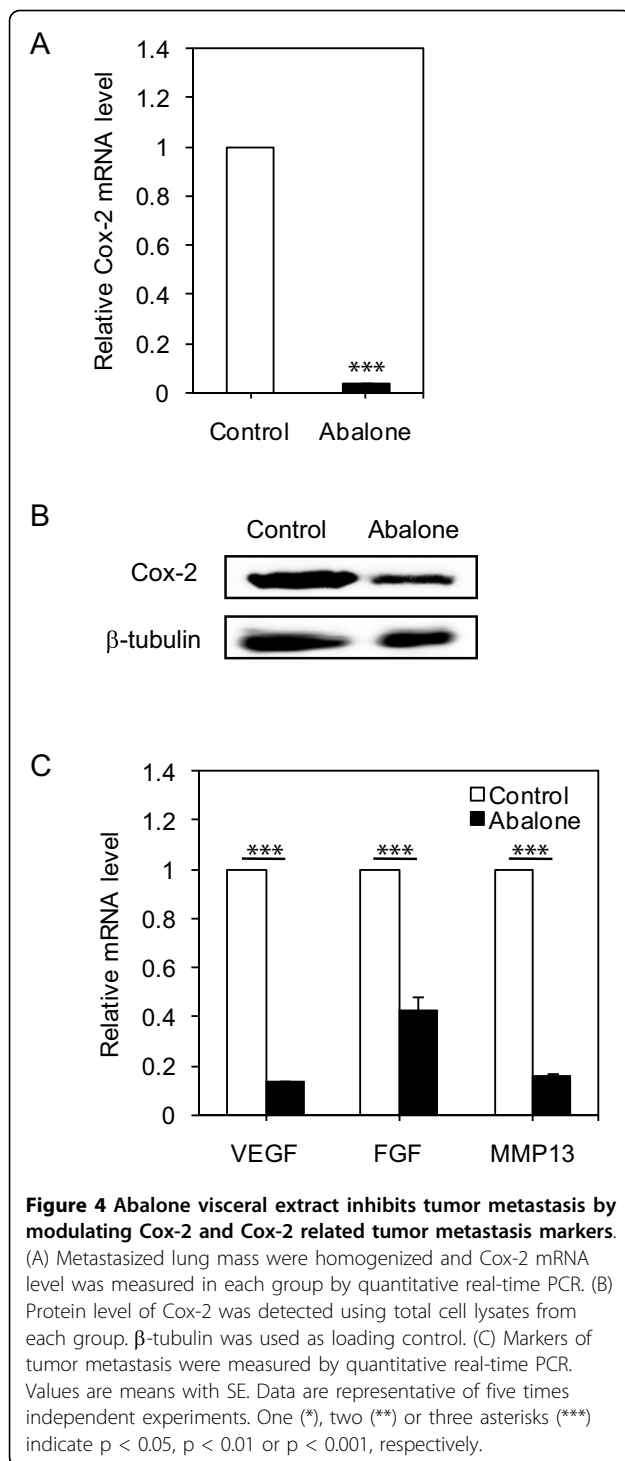 A
1.4
1.2
1
0.8
0.6
0.4
0.2
0
Relative Cox-2 mRNA level
***
Control Abalone
B
Control Abalone
Cox-2
β-tubulin
C
1.4
1.2
1
0.8
0.6
0.4
0.2
0
Relative mRNA level
Control
Abalone
*** *** ***
VEGF FGF MMP13
Figure 4 Abalone visceral extract inhibits tumor metastasis by
modulating Cox-2 and Cox-2 related tumor metastasis markers.
(A) Metastasized lung mass were homogenized and Cox-2 mRNA
level was measured in each group by quantitative real-time PCR. (B)
Protein level of Cox-2 was detected using total cell lysates from
each group. β-tubulin was used as loading control. (C) Markers of
tumor metastasis were measured by quantitative real-time PCR.
Values are means with SE. Data are representative of five times
independent experiments. One (*), two (**) or three asterisks (***)
indicate p < 0.05, p < 0.01 or p < 0.001, respectively.